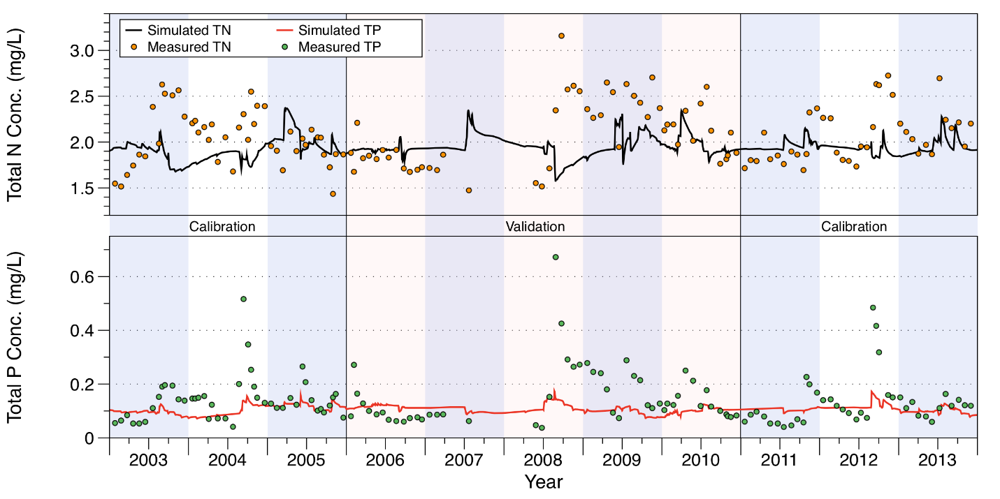 Total N Conc. (mg/L)
3.0
2.5
2.0
1.5
Simulated TN
Simulated TP
Measured TN
Measured TP
Calibration
Validation
Calibration
Total P Conc. (mg/L)
0.6
0.4
0.2
0
2003 2004 2005 2006 2007 2008 2009 2010 2011 2012 2013
Year